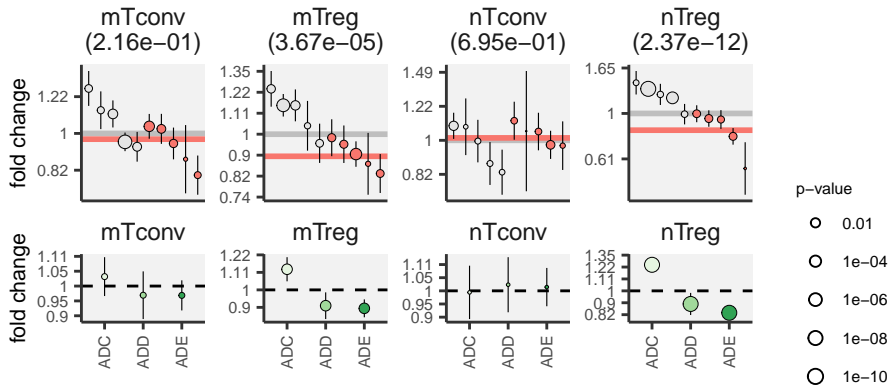 mTconv
(2.16e−01)
mTreg
(3.67e−05)
nTconv
(6.95e−01)
nTreg
(2.37e−12)
fold change
1.22
1
0.82
1.35
1.22
1.11
1
0.9
0.82
0.74
1.49
1.22
1
0.82
1.65
1
0.61
mTconv
mTreg
nTconv
nTreg
fold change
1.11
1.05
1
0.95
0.9
1.22
1.11
1
0.9
1.11
1.05
1
0.95
0.9
1.35
1.22
1.11
1
0.9
0.82
ADC
ADD
ADE
ADC
ADD
ADE
ADC
ADD
ADE
ADC
ADD
ADE
p−value
0.01
1e−04
1e−06
1e−08
1e−10